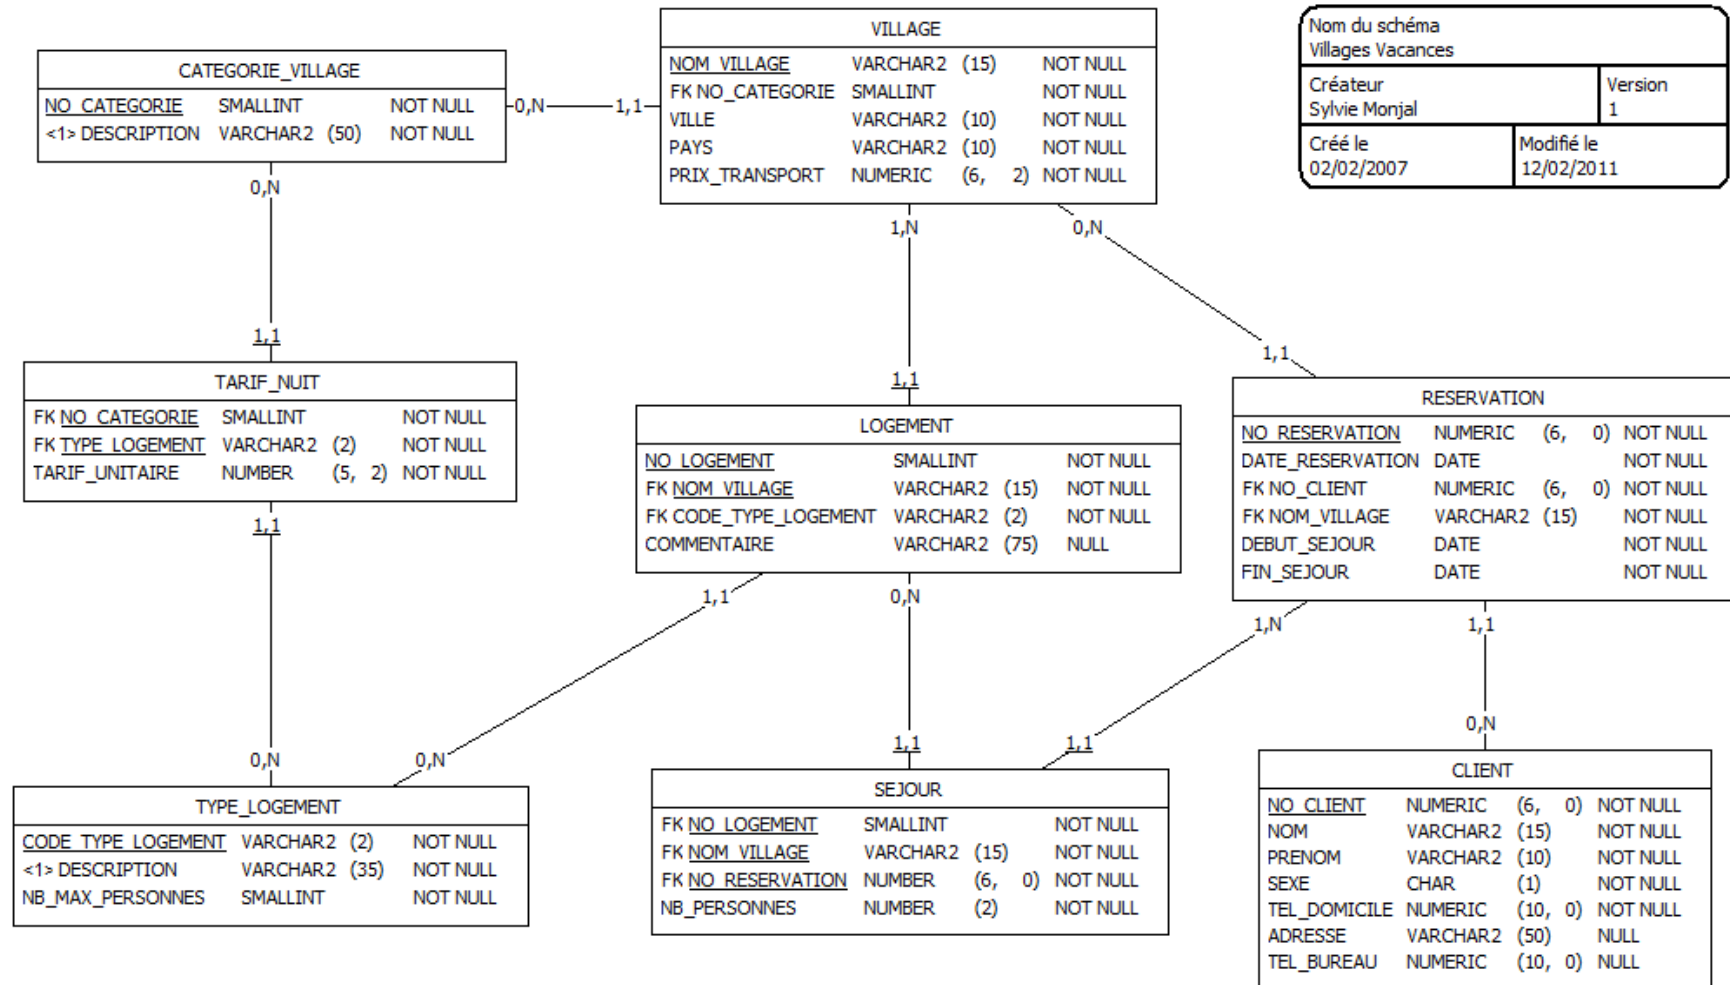 CATEGORIE_VILLAGE
NO_CATEGORIE SMALLINT NOT NULL
<1> DESCRIPTION VARCHAR2 (50) NOT NULL
0,N
1,1
VILLAGE
NOM_VILLAGE VARCHAR2 (15) NOT NULL
FK NO_CATEGORIE SMALLINT NOT NULL
VILLE VARCHAR2 (10) NOT NULL
PAYS VARCHAR2 (10) NOT NULL
PRIX_TRANSPORT NUMERIC (6, 2) NOT NULL
Nom du schéma
Villages Vacances
Créateur
Sylvie Monjal
Version
1
Créé le
02/02/2007
Modifié le
12/02/2011
0,N
1,1
1,N
1,1
0,N
1,1
TARIF_NUIT
FK NO_CATEGORIE SMALLINT NOT NULL
FK TYPE_LOGEMENT VARCHAR2 (2) NOT NULL
TARIF_UNITAIRE NUMBER (5, 2) NOT NULL
LOGEMENT
NO_LOGEMENT SMALLINT NOT NULL
FK NOM_VILLAGE VARCHAR2 (15) NOT NULL
FK CODE_TYPE_LOGEMENT VARCHAR2 (2) NOT NULL
COMMENTAIRE VARCHAR2 (75) NULL
RESERVATION
NO_RESERVATION NUMERIC (6, 0) NOT NULL
DATE_RESERVATION DATE NOT NULL
FK NO_CLIENT NUMERIC (6, 0) NOT NULL
FK NOM_VILLAGE VARCHAR2 (15) NOT NULL
DEBUT_SEJOUR DATE NOT NULL
FIN_SEJOUR DATE NOT NULL
1,1
0,N
1,1
0,N
0,N
1,1
1,N
1,1
1,1
0,N
TYPE_LOGEMENT
CODE_TYPE_LOGEMENT VARCHAR2 (2) NOT NULL
<1> DESCRIPTION VARCHAR2 (35) NOT NULL
NB_MAX_PERSONNES SMALLINT NOT NULL
SEJOUR
FK NO_LOGEMENT SMALLINT NOT NULL
FK NOM_VILLAGE VARCHAR2 (15) NOT NULL
FK NO_RESERVATION NUMBER (6, 0) NOT NULL
NB_PERSONNES NUMBER (2) NOT NULL
CLIENT
NO_CLIENT NUMERIC (6, 0) NOT NULL
NOM VARCHAR2 (15) NOT NULL
PRENOM VARCHAR2 (10) NOT NULL
SEXE CHAR (1) NOT NULL
TEL_DOMICILE NUMERIC (10, 0) NOT NULL
ADRESSE VARCHAR2 (50) NULL
TEL_BUREAU NUMERIC (10, 0) NULL